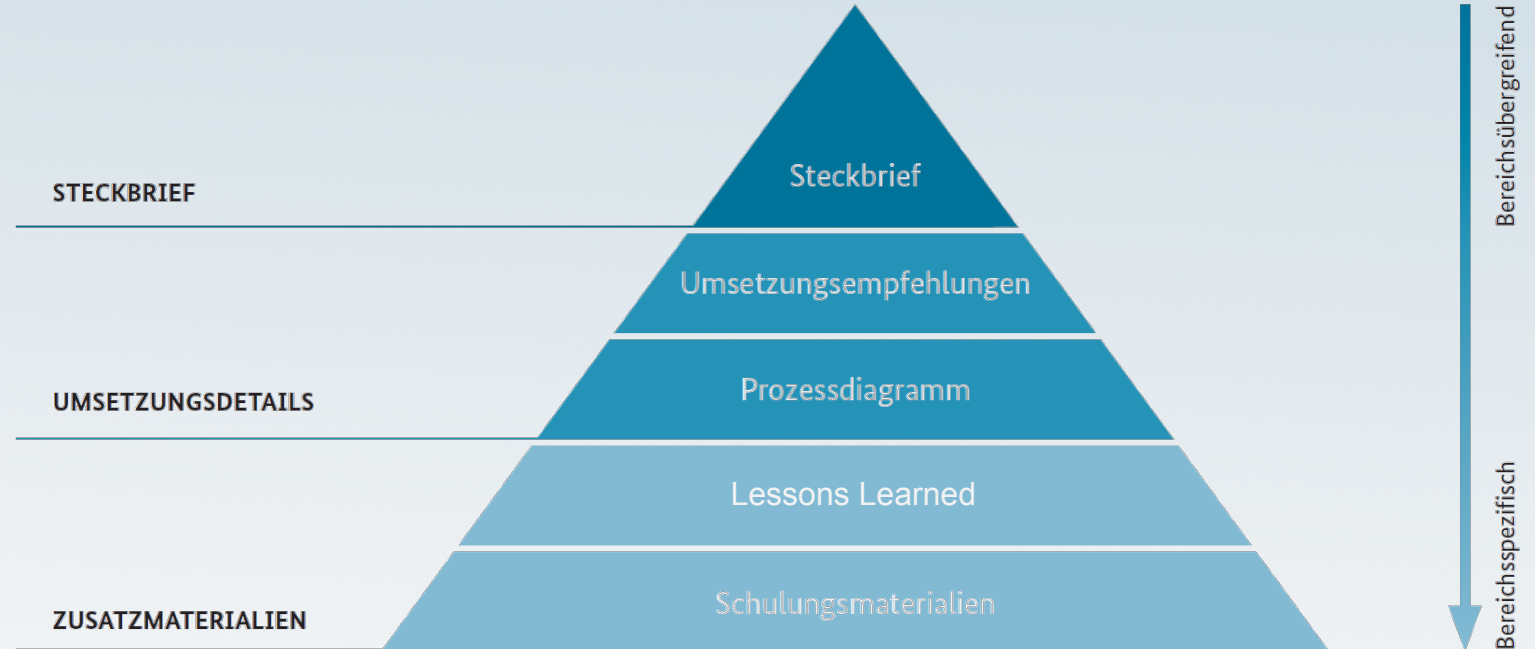 Bereichsübergreifend
Steckbrief
STECKBRIEF
Umsetzungsempfehlungen
Prozessdiagramm
UMSETZUNGSDETAILS
Lessons Learned
Bereichsspezifisch
Schulungsmaterialien
ZUSATZMATERIALIEN